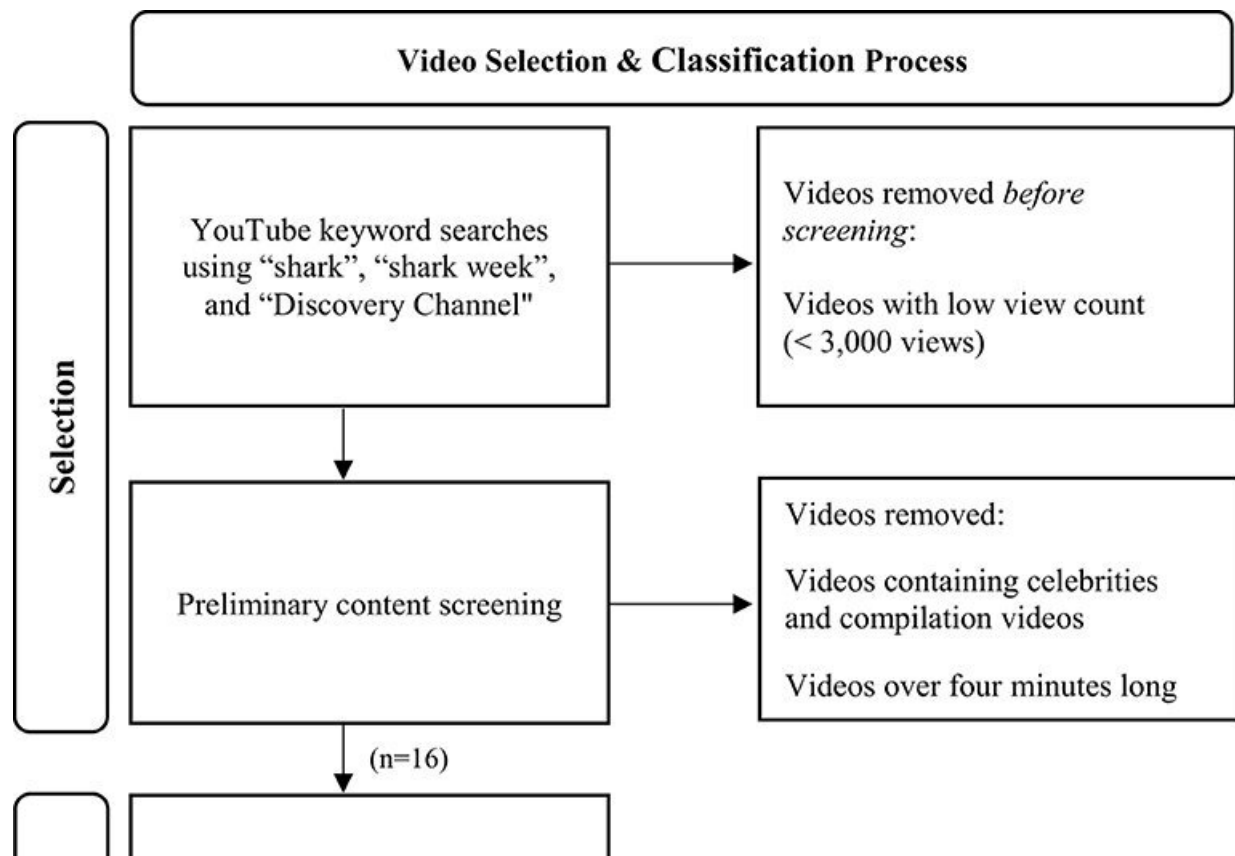 Video Selection & Classification Process
Selection
YouTube keyword searches
using “shark”, “shark week”,
and “Discovery Channel"
Videos removed before
screening:
Videos with low view count
(< 3,000 views)
Preliminary content screening
Videos removed:
Videos containing celebrities
and compilation videos
Videos over four minutes long
(n=16)